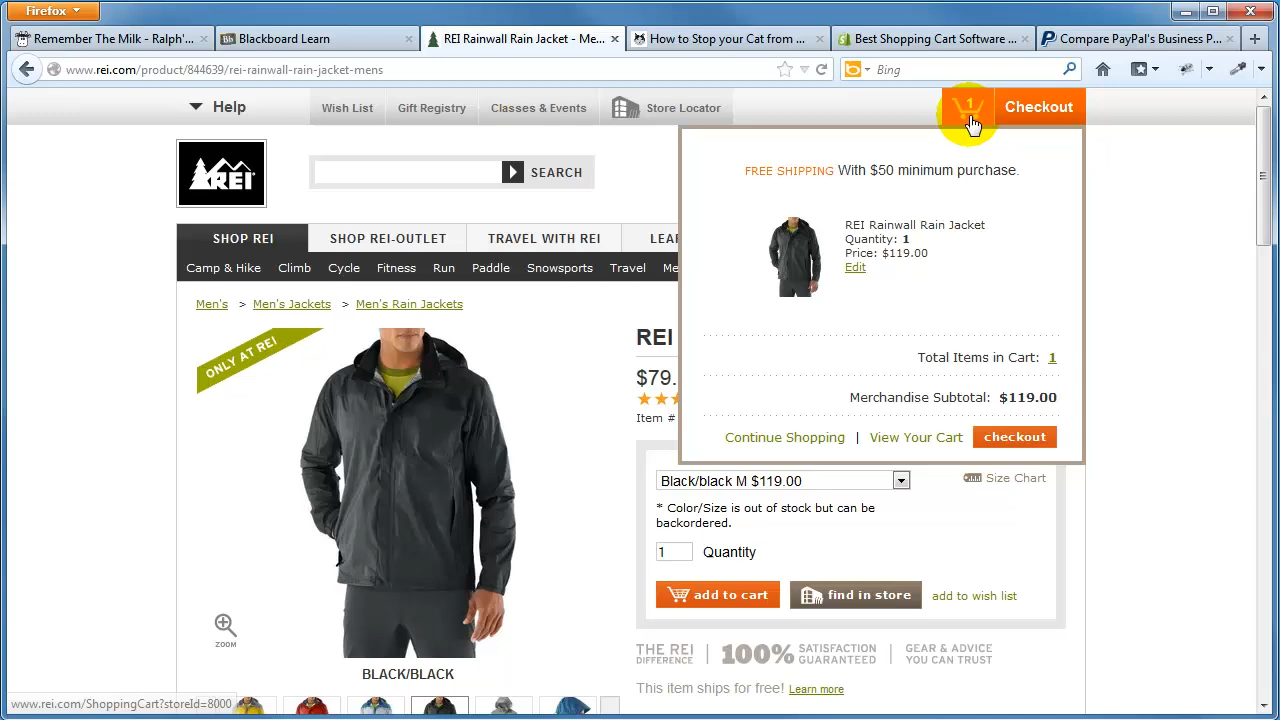 Firefox
Remember The Milk - Ralph'...
Blackboard Learn
REI Rainwall Rain Jacket - Me...
How to Stop your Cat from ...
Best Shopping Cart Software ...
Compare PayPal's Business P...
www.rei.com/product/844639/rei-rainwall-rain-jacket-mens
Bing
Help
Wish List
Gift Registry
Classes & Events
Store Locator
1
Checkout
REI
SEARCH
FREE SHIPPING With $50 minimum purchase.
REI Rainwall Rain Jacket
Quantity: 1
Price: $119.00
Edit
Total Items in Cart: 1
Merchandise Subtotal: $119.00
Continue Shopping | View Your Cart checkout
SHOP REI
SHOP REI-OUTLET
TRAVEL WITH REI
LEAR
Camp & Hike Climb Cycle Fitness Run Paddle Snowsports Travel Me
Men's > Men's Jackets > Men's Rain Jackets
ONLY AT REI
REI
$79.
Item #
Black/black M $119.00
Size Chart
* Color/Size is out of stock but can be
backordered.
1 Quantity
add to cart
find in store
add to wish list
ZOOM
BLACK/BLACK
THE REI
DIFFERENCE
100% SATISFACTION
GUARANTEED
GEAR & ADVICE
YOU CAN TRUST
This item ships for free! Learn more
www.rei.com/ShoppingCart?storeId=8000